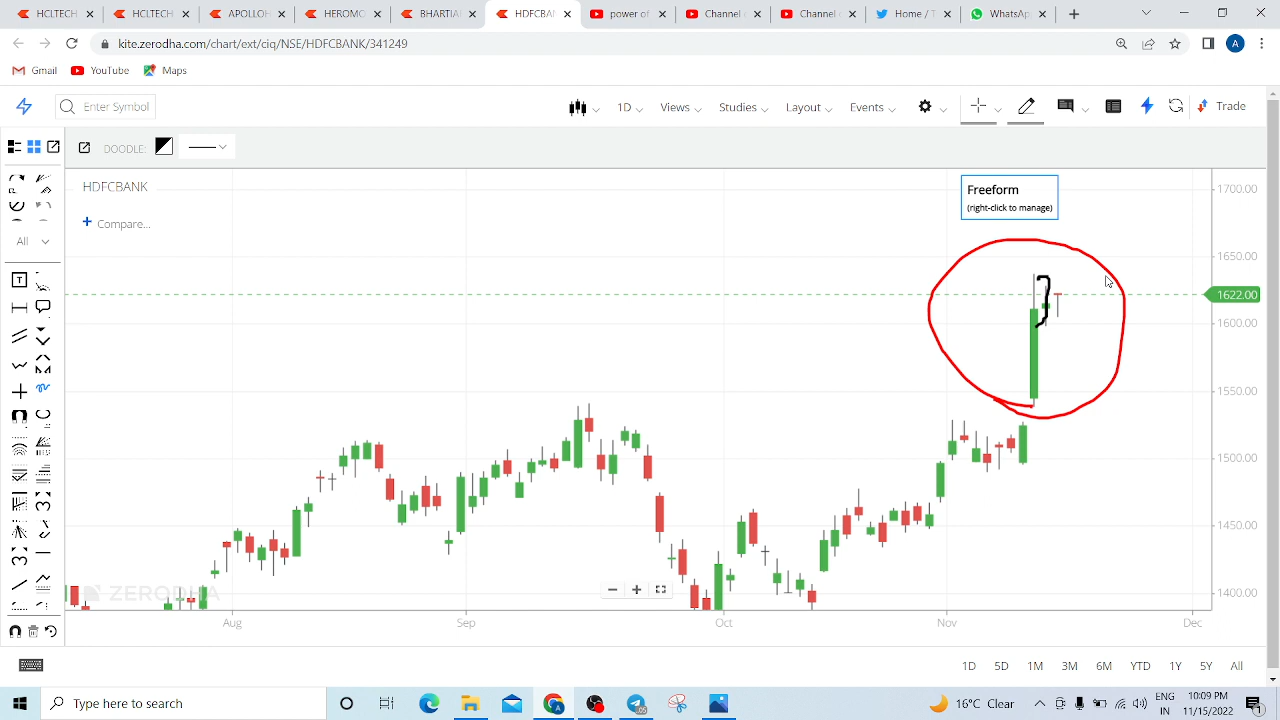 HCLTECH
HCLTECH
APOLLOH
HEROMO
BHARTIA
HDFCBAN
power of
Channel
Channel
Home / T
WhatsAp
kite.zerodha.com/chart/ext/ciq/NSE/HDFCBANK/341249
A
Gmail
YouTube
Maps
Enter Symbol
1D
Views
Studies
Layout
Events
Trade
DOODLE:
HDFCBANK
Compare...
All
T
Freeform
(right-click to manage)
1700.00
1650.00
1622.00
1600.00
1550.00
1500.00
1450.00
1400.00
ZERODHA
Aug
Sep
Oct
Nov
Dec
1D
5D
1M
3M
6M
YTD
1Y
5Y
All
Type here to search
16°C Clear
ENG
IN
10:09 PM
11/15/2022